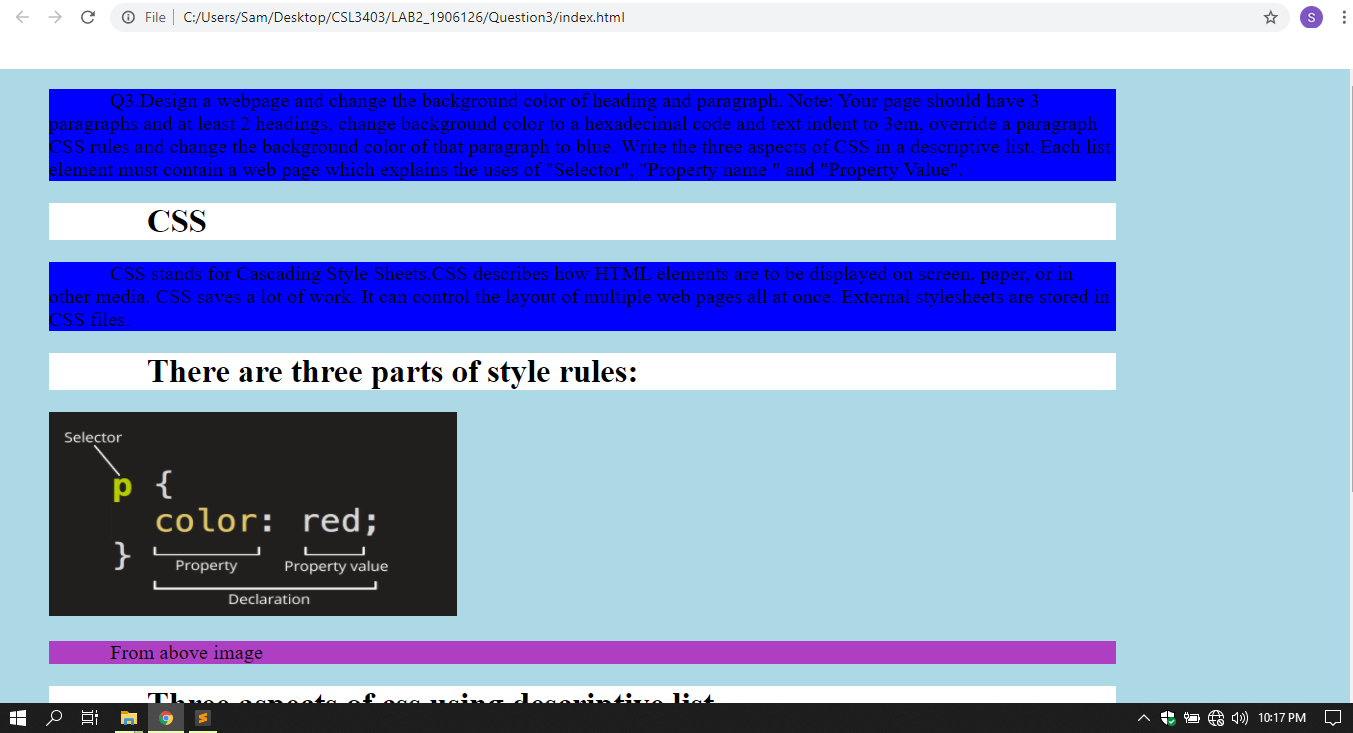 File
C:/Users/Sam/Desktop/CSL3403/LAB2_1906126/Question3/index.html
S
Q3.Design a webpage and change the background color of heading and paragraph. Note: Your page should have 3
paragraphs and at least 2 headings, change background color to a hexadecimal code and text indent to 3em, override a paragraph
CSS rules and change the background color of that paragraph to blue. Write the three aspects of CSS in a descriptive list. Each list
element must contain a web page which explains the uses of "Selector", "Property name " and "Property Value".
CSS
CSS stands for Cascading Style Sheets.CSS describes how HTML elements are to be displayed on screen, paper, or in
other media. CSS saves a lot of work. It can control the layout of multiple web pages all at once. External stylesheets are stored in
CSS files.
There are three parts of style rules:
Selector
p {
color: red;
}
Property
Property value
Declaration
From above image
Three aspects of css using descriptive list
10:17 PM